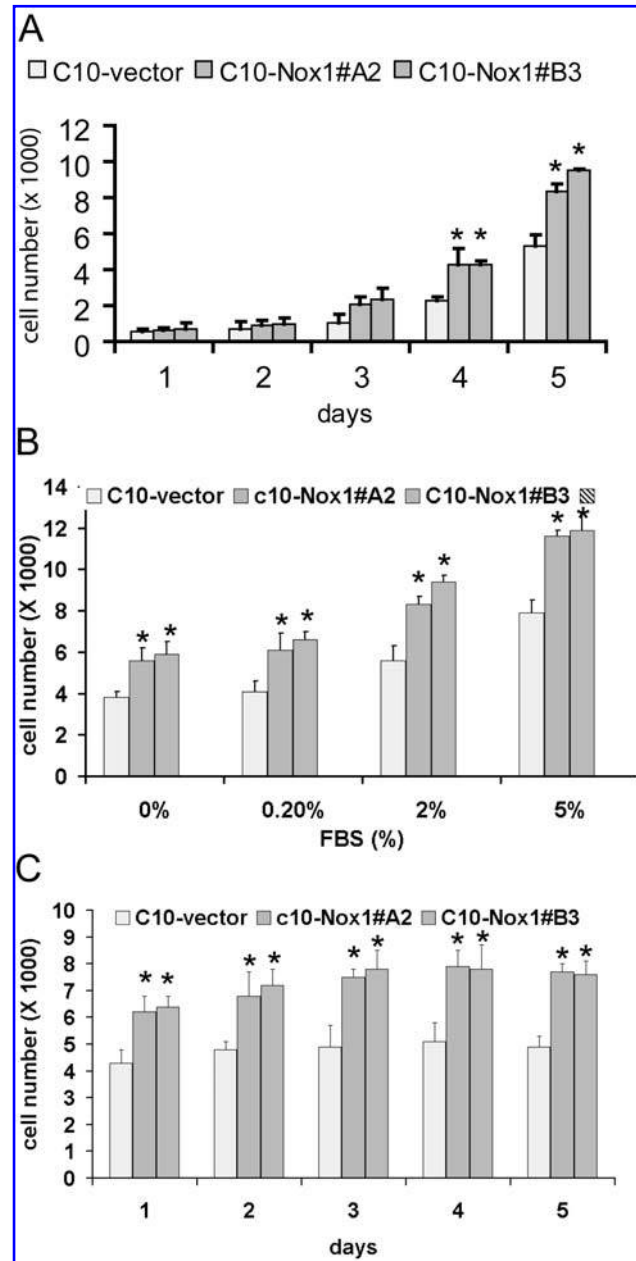 A
C10-vector C10-Nox1#A2 C10-Nox1#B3
cell number (x 1000)
12
10
8
6
4
2
0
* *
* *
1 2 3 4 5
days
B
C10-vector c10-Nox1#A2 C10-Nox1#B3
cell number (X 1000)
14
12
10
8
6
4
2
0
* *
* *
* *
* *
0% 0.20% 2% 5%
FBS (%)
C
C10-vector c10-Nox1#A2 C10-Nox1#B3
cell number (X 1000)
10
9
8
7
6
5
4
3
2
1
0
* *
* *
* *
* *
* *
1 2 3 4 5
days